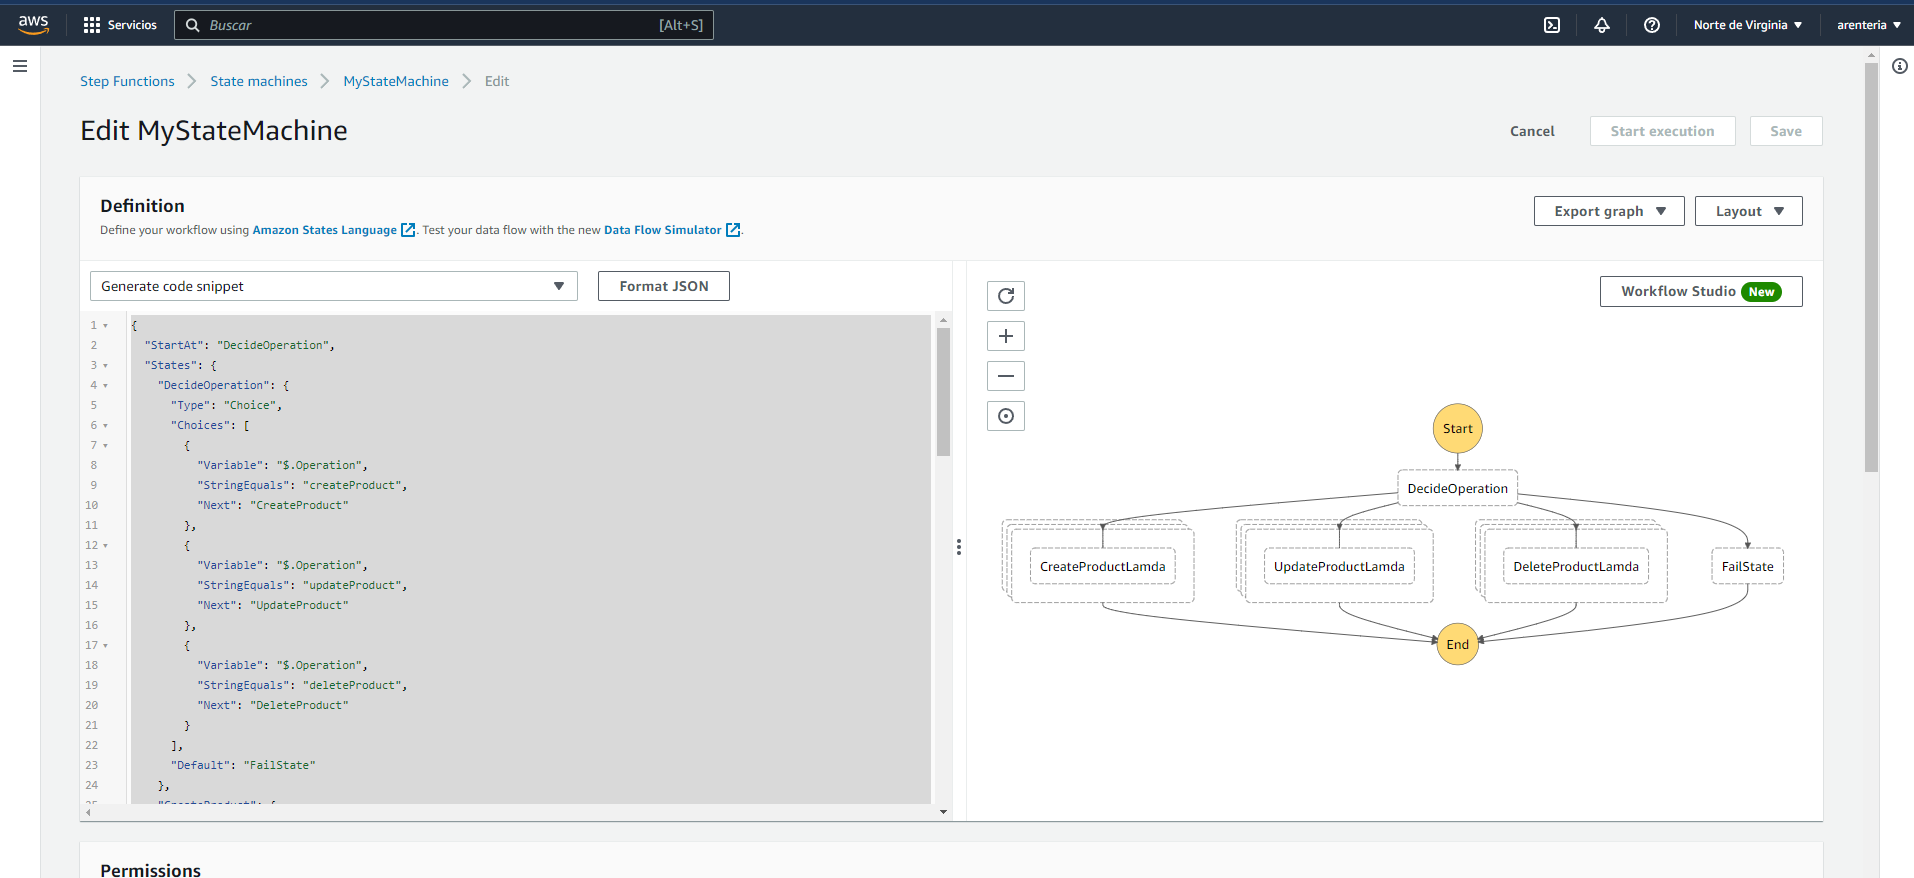 aws Servicios Buscar [Alt+S] Norte de Virginia arenteria
Step Functions State machines MyStateMachine Edit
Edit MyStateMachine
Cancel Start execution Save
Definition
Define your workflow using Amazon States Language . Test your data flow with the new Data Flow Simulator .
Export graph Layout
Generate code snippet Format JSON
Workflow Studio New
1 {
2 "StartAt": "DecideOperation",
3 "States": {
4 "DecideOperation": {
5 "Type": "Choice",
6 "Choices": [
7 {
8 "Variable": "$.Operation",
9 "StringEquals": "createProduct",
10 "Next": "CreateProduct"
11 },
12 {
13 "Variable": "$.Operation",
14 "StringEquals": "updateProduct",
15 "Next": "UpdateProduct"
16 },
17 {
18 "Variable": "$.Operation",
19 "StringEquals": "deleteProduct",
20 "Next": "DeleteProduct"
21 }
22 ],
23 "Default": "FailState"
24 },
25 "CreateProduct": {
Start
DecideOperation
CreateProductLamda UpdateProductLamda DeleteProductLamda FailState
End
Permissions